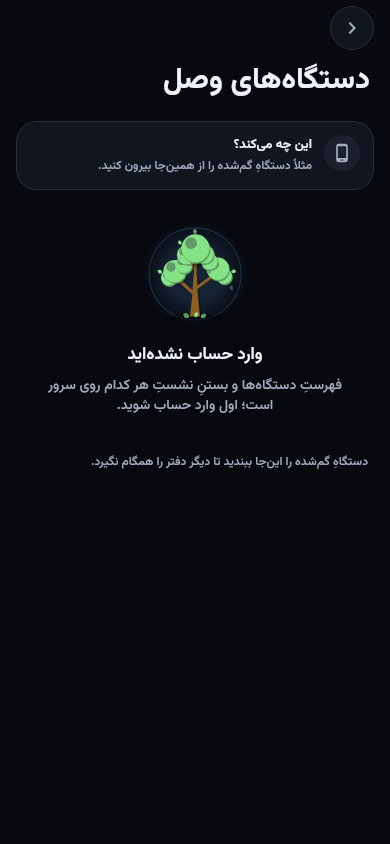 دستگاه‌های وصل
این چه می‌کند؟
مثلاً دستگاهِ گم‌شده را از همین‌جا بیرون کنید.
وارد حساب نشده‌اید
فهرستِ دستگاه‌ها و بستنِ نشستِ هر کدام روی سرور
است؛ اول وارد حساب شوید.
دستگاهِ گم‌شده را این‌جا ببندید تا دیگر دفتر را همگام نگیرد.